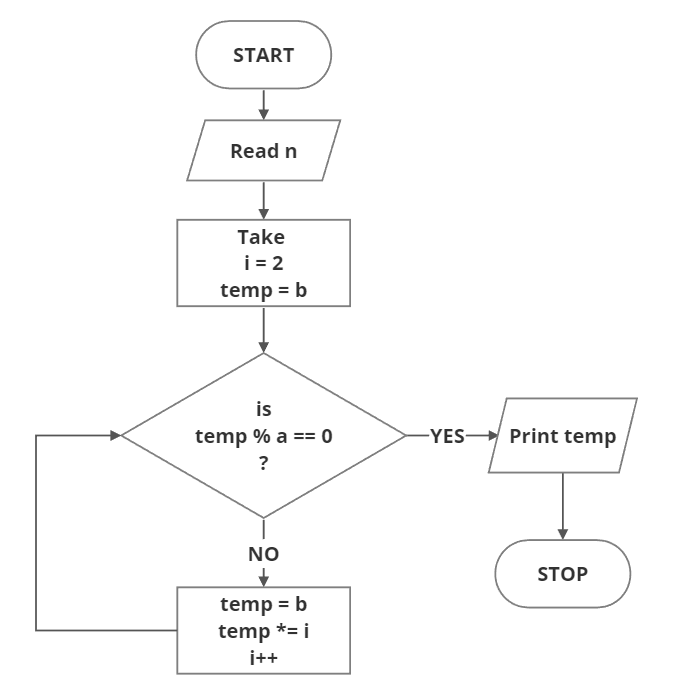 START
Read n
Take
i = 2
temp = b
is
temp % a == 0
?
YES
Print temp
NO
STOP
temp = b
temp *= i
i++